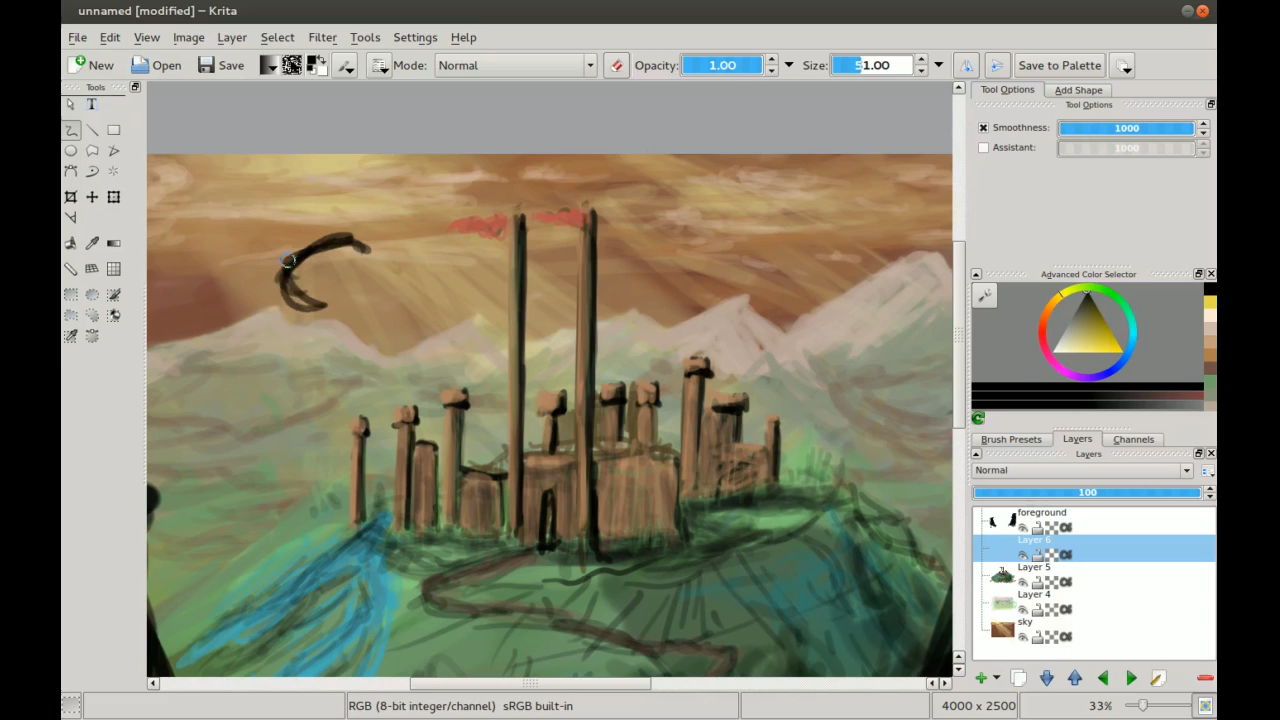 unnamed [modified] – Krita
File Edit View Image Layer Select Filter Tools Settings Help
New Open Save Mode: Normal Opacity: 1.00 Size: 51.00 Save to Palette
Tools
Tool Options Add Shape
Tool Options
Smoothness: 1000
Assistant: 1000
Advanced Color Selector
Brush Presets Layers Channels
Layers
Normal
100
foreground
Layer 6
Layer 5
Layer 4
sky
RGB (8-bit integer/channel) sRGB built-in 4000 x 2500 33%